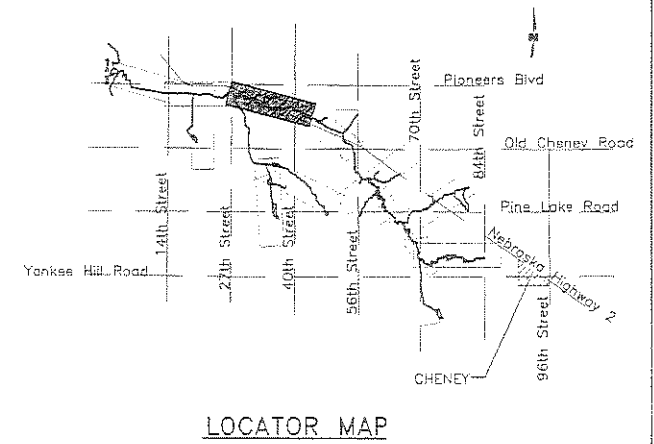 N
Pioneers Blvd
70th Street
84th Street
Old Cheney Road
14th Street
27th Street
40th Street
56th Street
Pine Lake Road
Nebraska Highway 2
Yankee Hill Road
96th Street
CHENEY
LOCATOR MAP